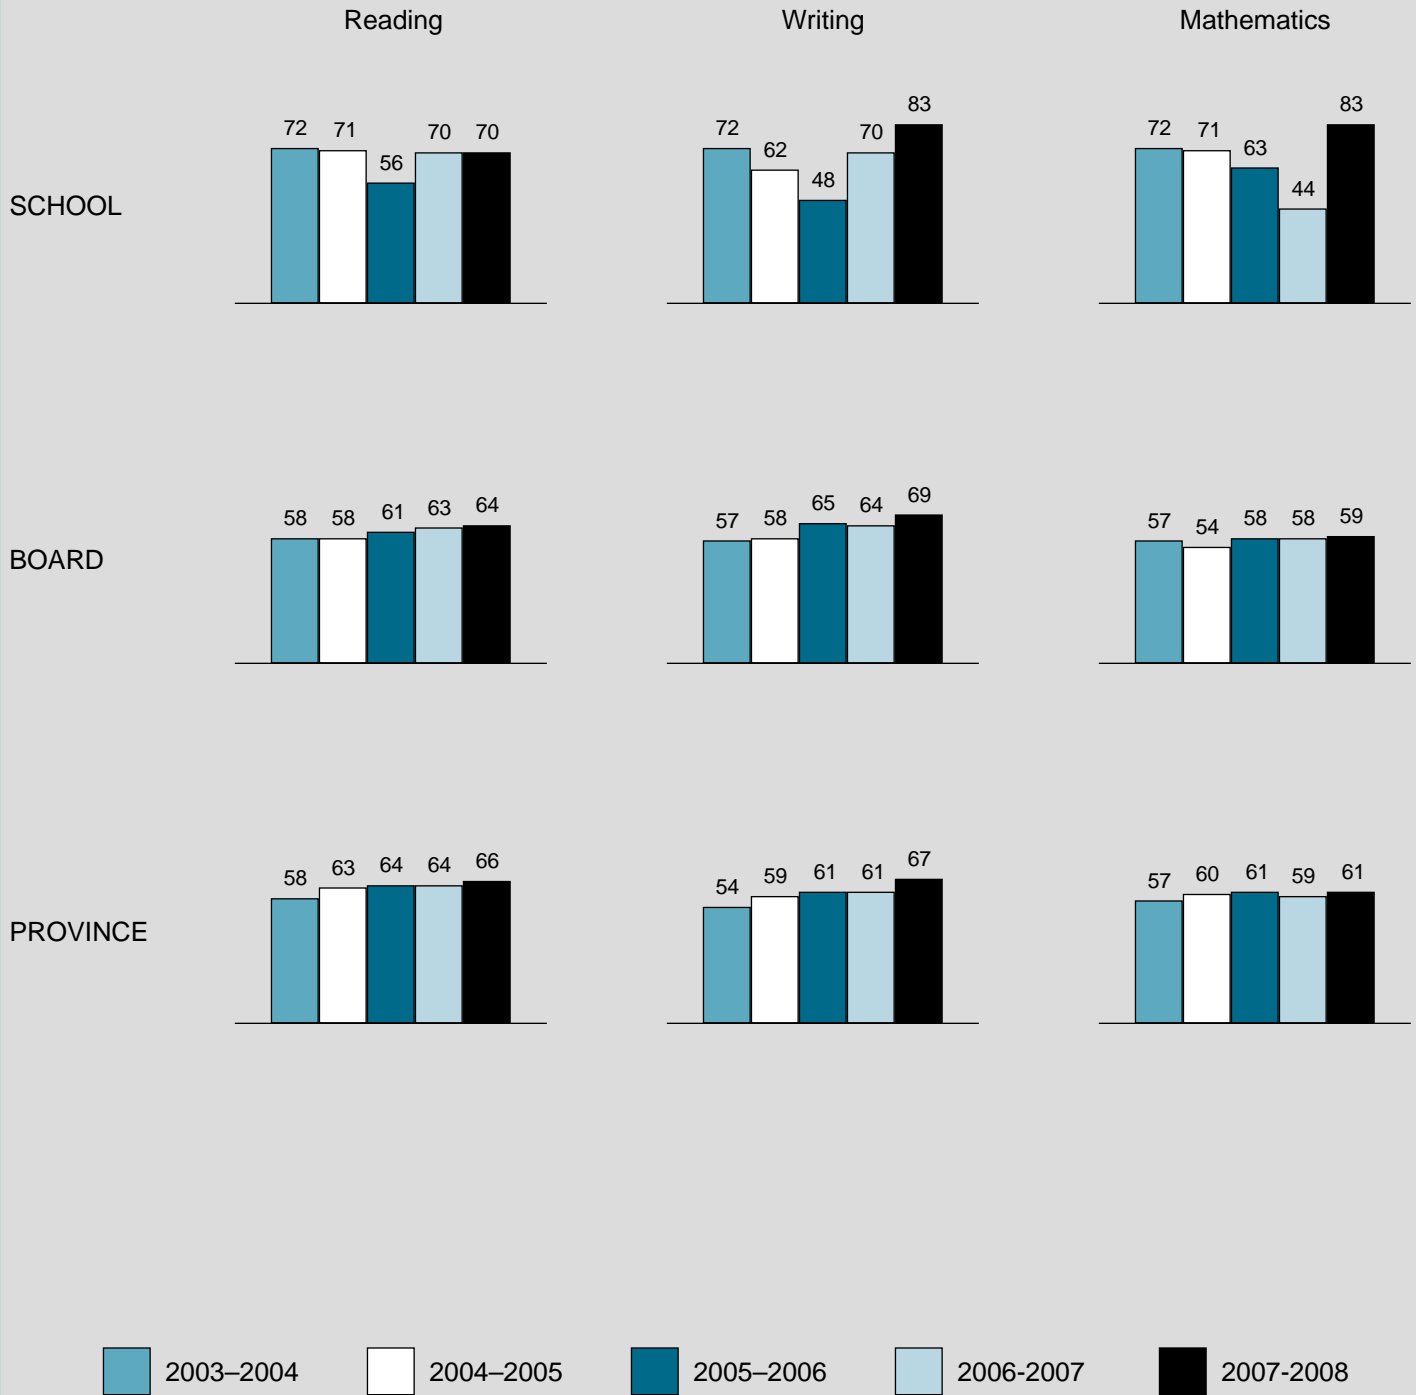 Reading Writing Mathematics
SCHOOL
72 71 56 70 70
72 62 48 70 83
72 71 63 44 83
BOARD
58 58 61 63 64
57 58 65 64 69
57 54 58 58 59
PROVINCE
58 63 64 64 66
54 59 61 61 67
57 60 61 59 61
2003–2004 2004–2005 2005–2006 2006-2007 2007-2008